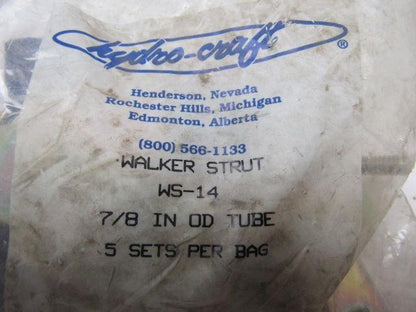 hydro-craft ®
Henderson, Nevada
Rochester Hills, Michigan
Edmonton, Alberta
(800) 566-1133
WALKER STRUT
WS-14
7/8 IN OD TUBE
5 SETS PER BAG